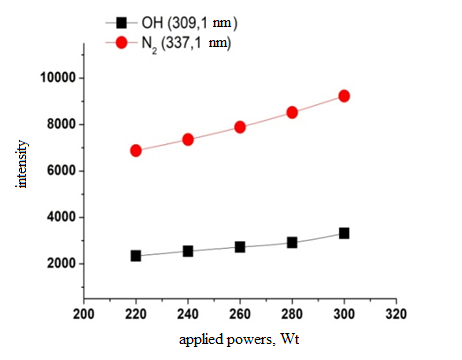 OH (309,1 nm)
N₂ (337,1 nm)
10000
8000
6000
4000
2000
intensity
200 220 240 260 280 300 320
applied powers, Wt